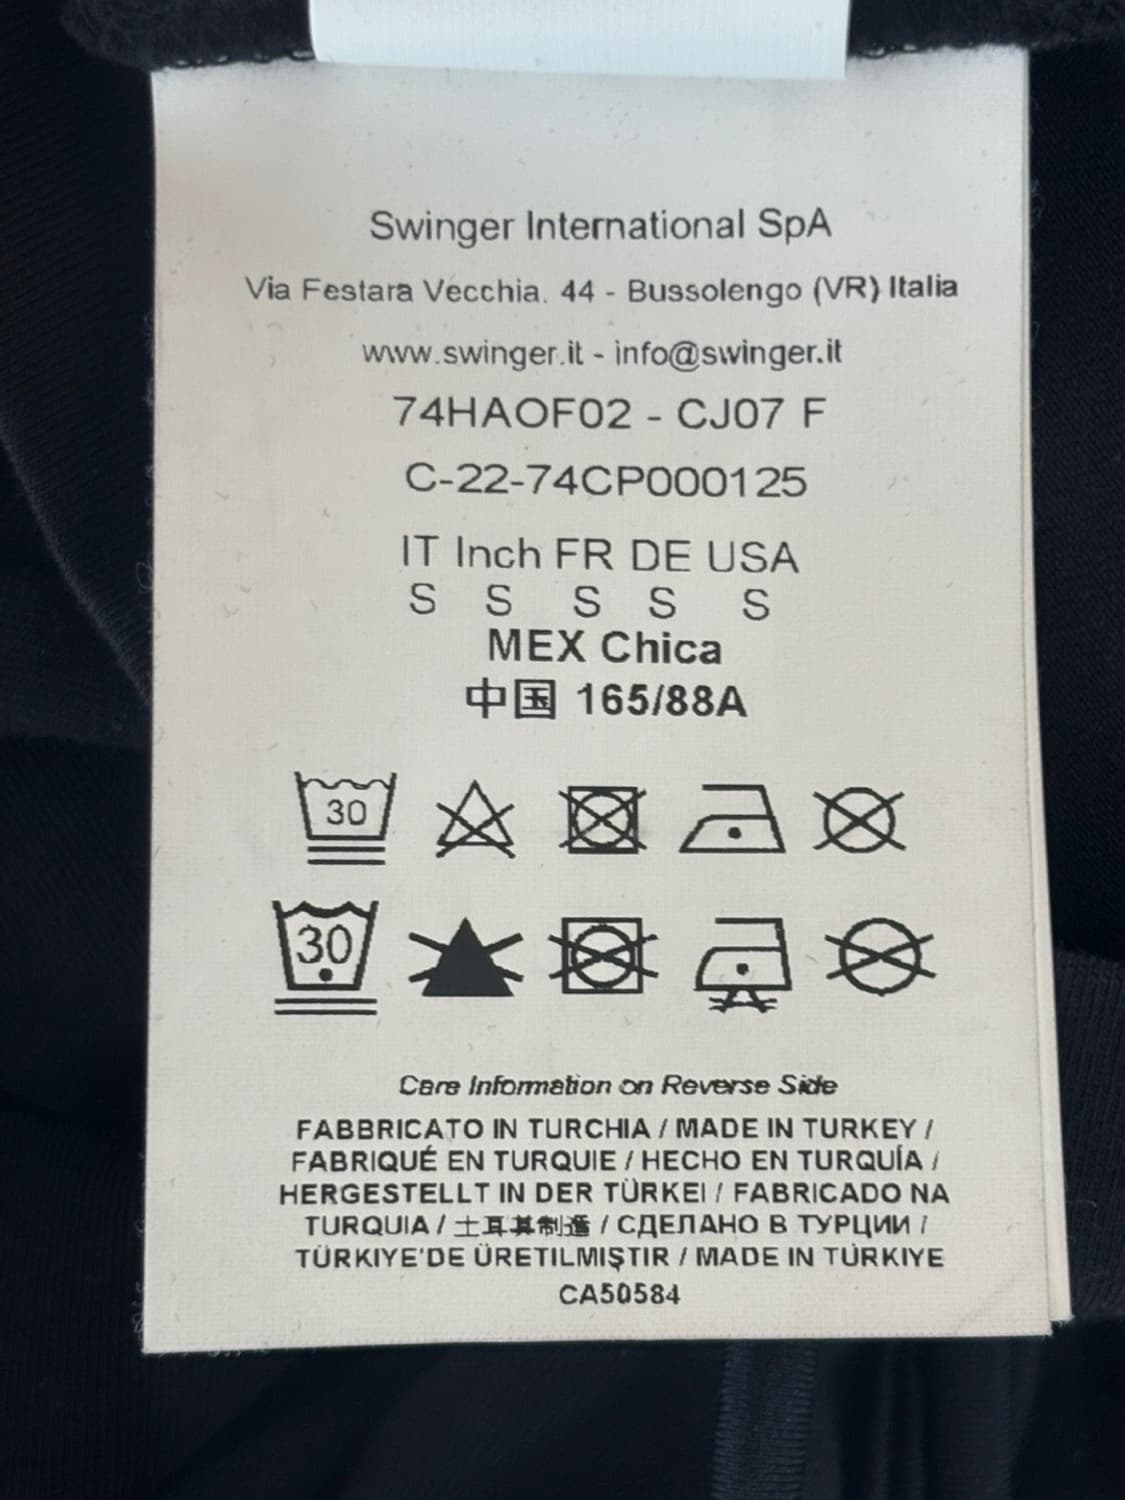 Swinger International SpA
Via Festara Vecchia. 44 - Bussolengo (VR) Italia
www.swinger.it - info@swinger.it
74HAOF02 - CJ07 F
C-22-74CP000125
IT Inch FR DE USA
S S S S S
MEX Chica
中国 165/88A
30
30
Care Information on Reverse Side
FABBRICATO IN TURCHIA / MADE IN TURKEY /
FABRIQUÉ EN TURQUIE / HECHO EN TURQUÍA /
HERGESTELLT IN DER TÜRKEI / FABRICADO NA
TURQUIA / 土耳其制造 / СДЕЛАНО В ТУРЦИИ /
TÜRKIYE'DE ÜRETILMIŞTIR / MADE IN TÜRKIYE
CA50584